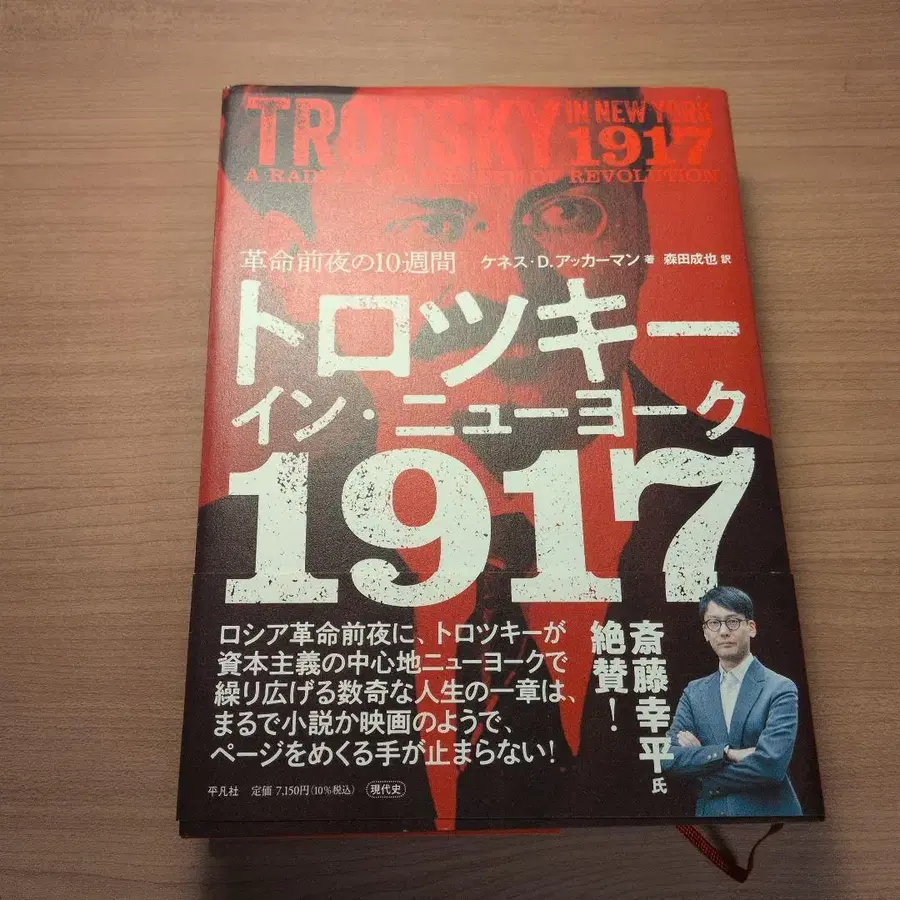 TROTSKY
IN NEW YORK
1917
OF REVOLUTION
革命前夜の10週間
ケネス・D.アッカーマン 著 森田成也 訳
トロツキー
イン・ニューヨーク
1917
ロシア革命前夜に、トロツキーが
資本主義の中心地ニューヨークで
繰り広げる数奇な人生の一章は、
まるで小説か映画のようで、
ページをめくる手が止まらない!
斎藤幸平氏
絶賛!
平凡社 定価 7,150円(10%税込) 現代史